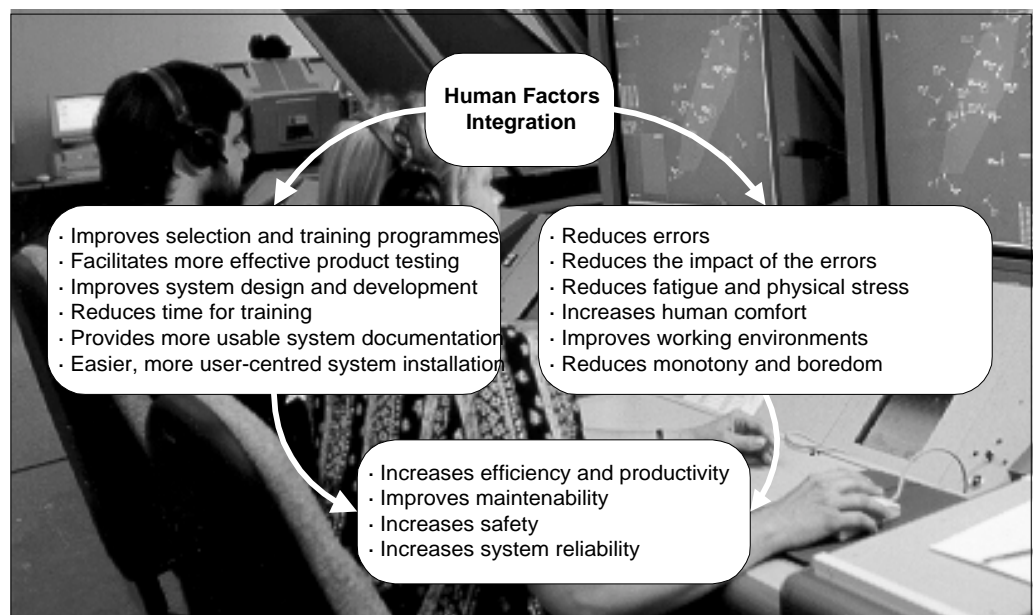 Human Factors
Integration
· Improves selection and training programmes
· Facilitates more effective product testing
· Improves system design and development
· Reduces time for training
· Provides more usable system documentation
· Easier, more user-centred system installation
· Reduces errors
· Reduces the impact of the errors
· Reduces fatigue and physical stress
· Increases human comfort
· Improves working environments
· Reduces monotony and boredom
· Increases efficiency and productivity
· Improves maintenability
· Increases safety
· Increases system reliability